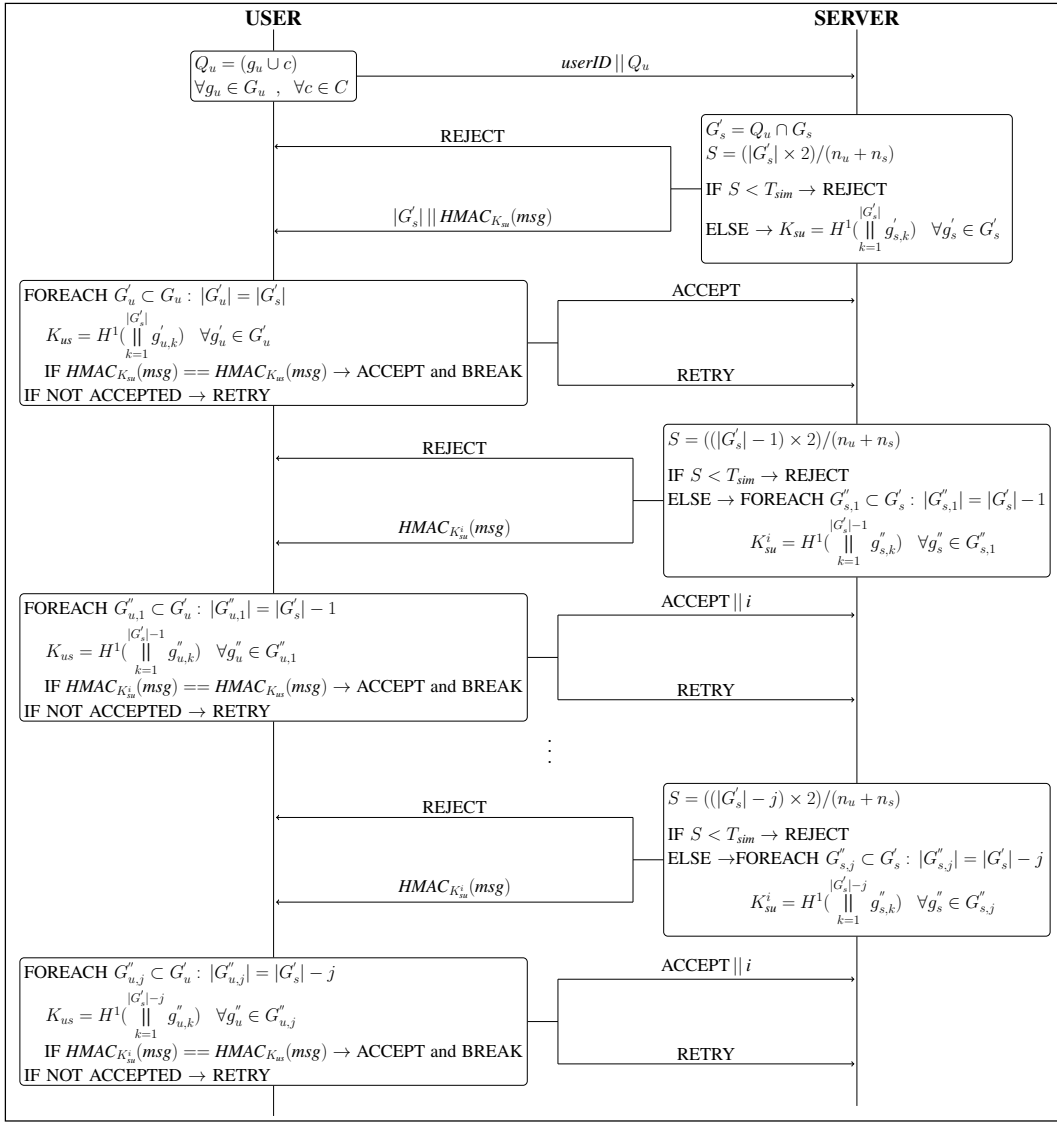 USER
SERVER
Q_u = (g_u ∪ c)
∀g_u ∈ G_u , ∀c ∈ C
userID || Q_u
G'_s = Q_u ∩ G_s
S = (|G'_s| × 2)/(n_u + n_s)
IF S < T_sim → REJECT
ELSE → K_su = H^1( ||_{k=1}^{|G'_s|} g'_{s,k}) ∀g'_s ∈ G'_s
REJECT
|G'_s| || HMAC_{K_su}(msg)
FOREACH G'_u ⊂ G_u : |G'_u| = |G'_s|
K_us = H^1( ||_{k=1}^{|G'_s|} g'_{u,k}) ∀g'_u ∈ G'_u
IF HMAC_{K_su}(msg) == HMAC_{K_us}(msg) → ACCEPT and BREAK
IF NOT ACCEPTED → RETRY
ACCEPT
RETRY
S = ((|G'_s| − 1) × 2)/(n_u + n_s)
IF S < T_sim → REJECT
ELSE → FOREACH G''_{s,1} ⊂ G'_s : |G''_{s,1}| = |G'_s| − 1
K^i_su = H^1( ||_{k=1}^{|G'_s|−1} g''_{s,k}) ∀g''_s ∈ G''_{s,1}
REJECT
HMAC_{K^i_su}(msg)
FOREACH G''_{u,1} ⊂ G'_u : |G''_{u,1}| = |G'_s| − 1
K_us = H^1( ||_{k=1}^{|G'_s|−1} g''_{u,k}) ∀g''_u ∈ G''_{u,1}
IF HMAC_{K^i_su}(msg) == HMAC_{K_us}(msg) → ACCEPT and BREAK
IF NOT ACCEPTED → RETRY
ACCEPT || i
RETRY
⋮
S = ((|G'_s| − j) × 2)/(n_u + n_s)
IF S < T_sim → REJECT
ELSE →FOREACH G''_{s,j} ⊂ G'_s : |G''_{s,j}| = |G'_s| − j
K^i_su = H^1( ||_{k=1}^{|G'_s|−j} g''_{s,k}) ∀g''_s ∈ G''_{s,j}
REJECT
HMAC_{K^i_su}(msg)
FOREACH G''_{u,j} ⊂ G'_u : |G''_{u,j}| = |G'_s| − j
K_us = H^1( ||_{k=1}^{|G'_s|−j} g''_{u,k}) ∀g''_u ∈ G''_{u,j}
IF HMAC_{K^i_su}(msg) == HMAC_{K_us}(msg) → ACCEPT and BREAK
IF NOT ACCEPTED → RETRY
ACCEPT || i
RETRY